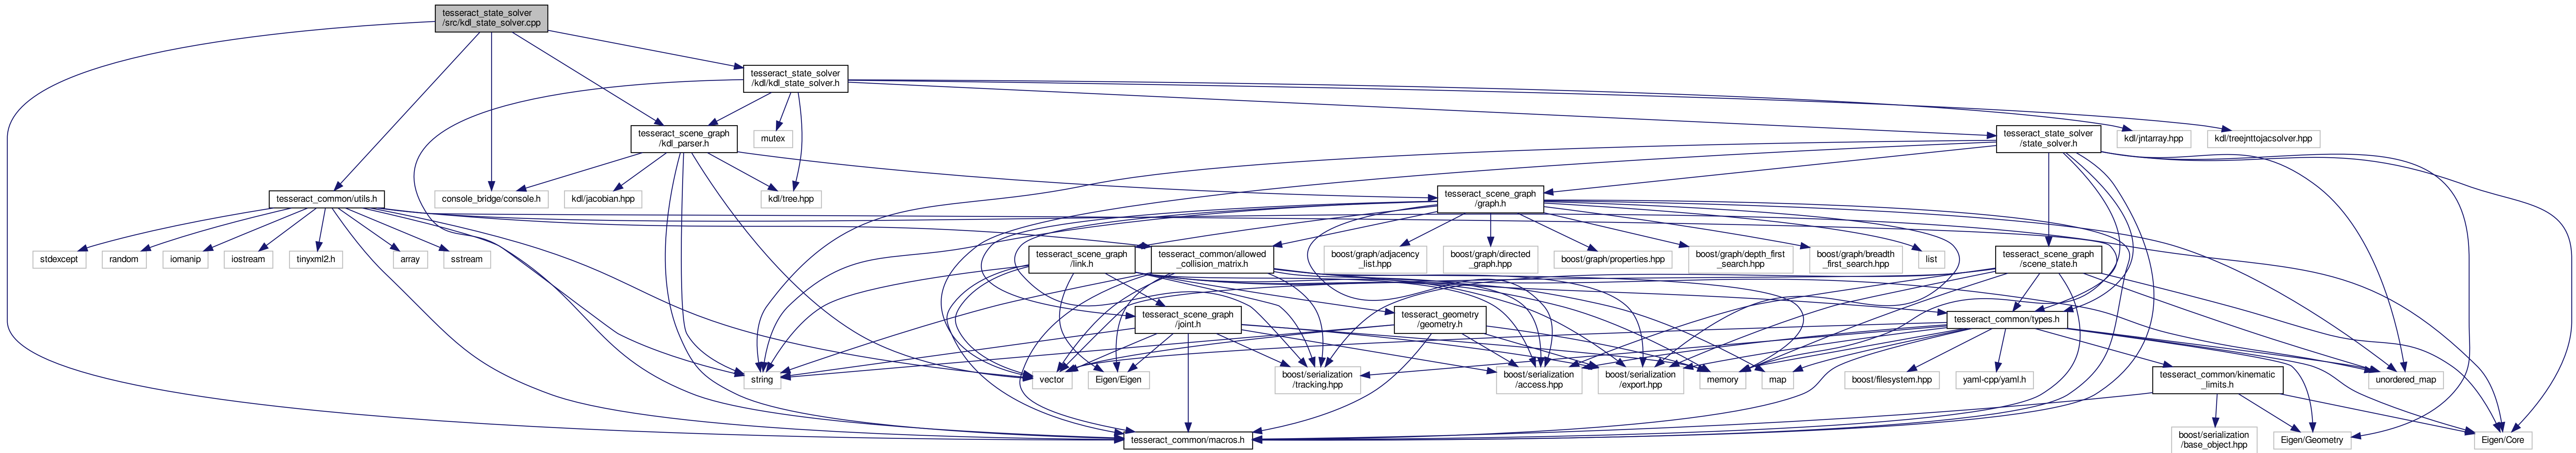 tesseract_state_solver
/src/kdl_state_solver.cpp
tesseract_state_solver
/kdl/kdl_state_solver.h
tesseract_scene_graph
/kdl_parser.h
mutex
tesseract_state_solver
/state_solver.h
kdl/jntarray.hpp
kdl/treejnttojacsolver.hpp
tesseract_common/utils.h
console_bridge/console.h
kdl/jacobian.hpp
kdl/tree.hpp
tesseract_scene_graph
/graph.h
stdexcept
random
iomanip
iostream
tinyxml2.h
array
sstream
tesseract_scene_graph
/link.h
tesseract_common/allowed
_collision_matrix.h
boost/graph/adjacency
_list.hpp
boost/graph/directed
_graph.hpp
boost/graph/properties.hpp
boost/graph/depth_first
_search.hpp
boost/graph/breadth
_first_search.hpp
list
tesseract_scene_graph
/scene_state.h
tesseract_scene_graph
/joint.h
tesseract_geometry
/geometry.h
tesseract_common/types.h
string
vector
Eigen/Eigen
boost/serialization
/tracking.hpp
boost/serialization
/access.hpp
boost/serialization
/export.hpp
memory
map
boost/filesystem.hpp
yaml-cpp/yaml.h
tesseract_common/kinematic
_limits.h
unordered_map
tesseract_common/macros.h
boost/serialization
/base_object.hpp
Eigen/Geometry
Eigen/Core